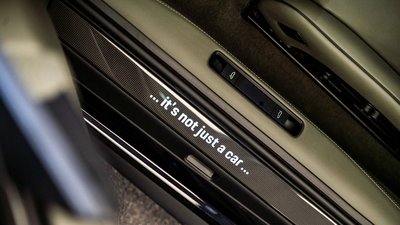 ... it's not just a car ...